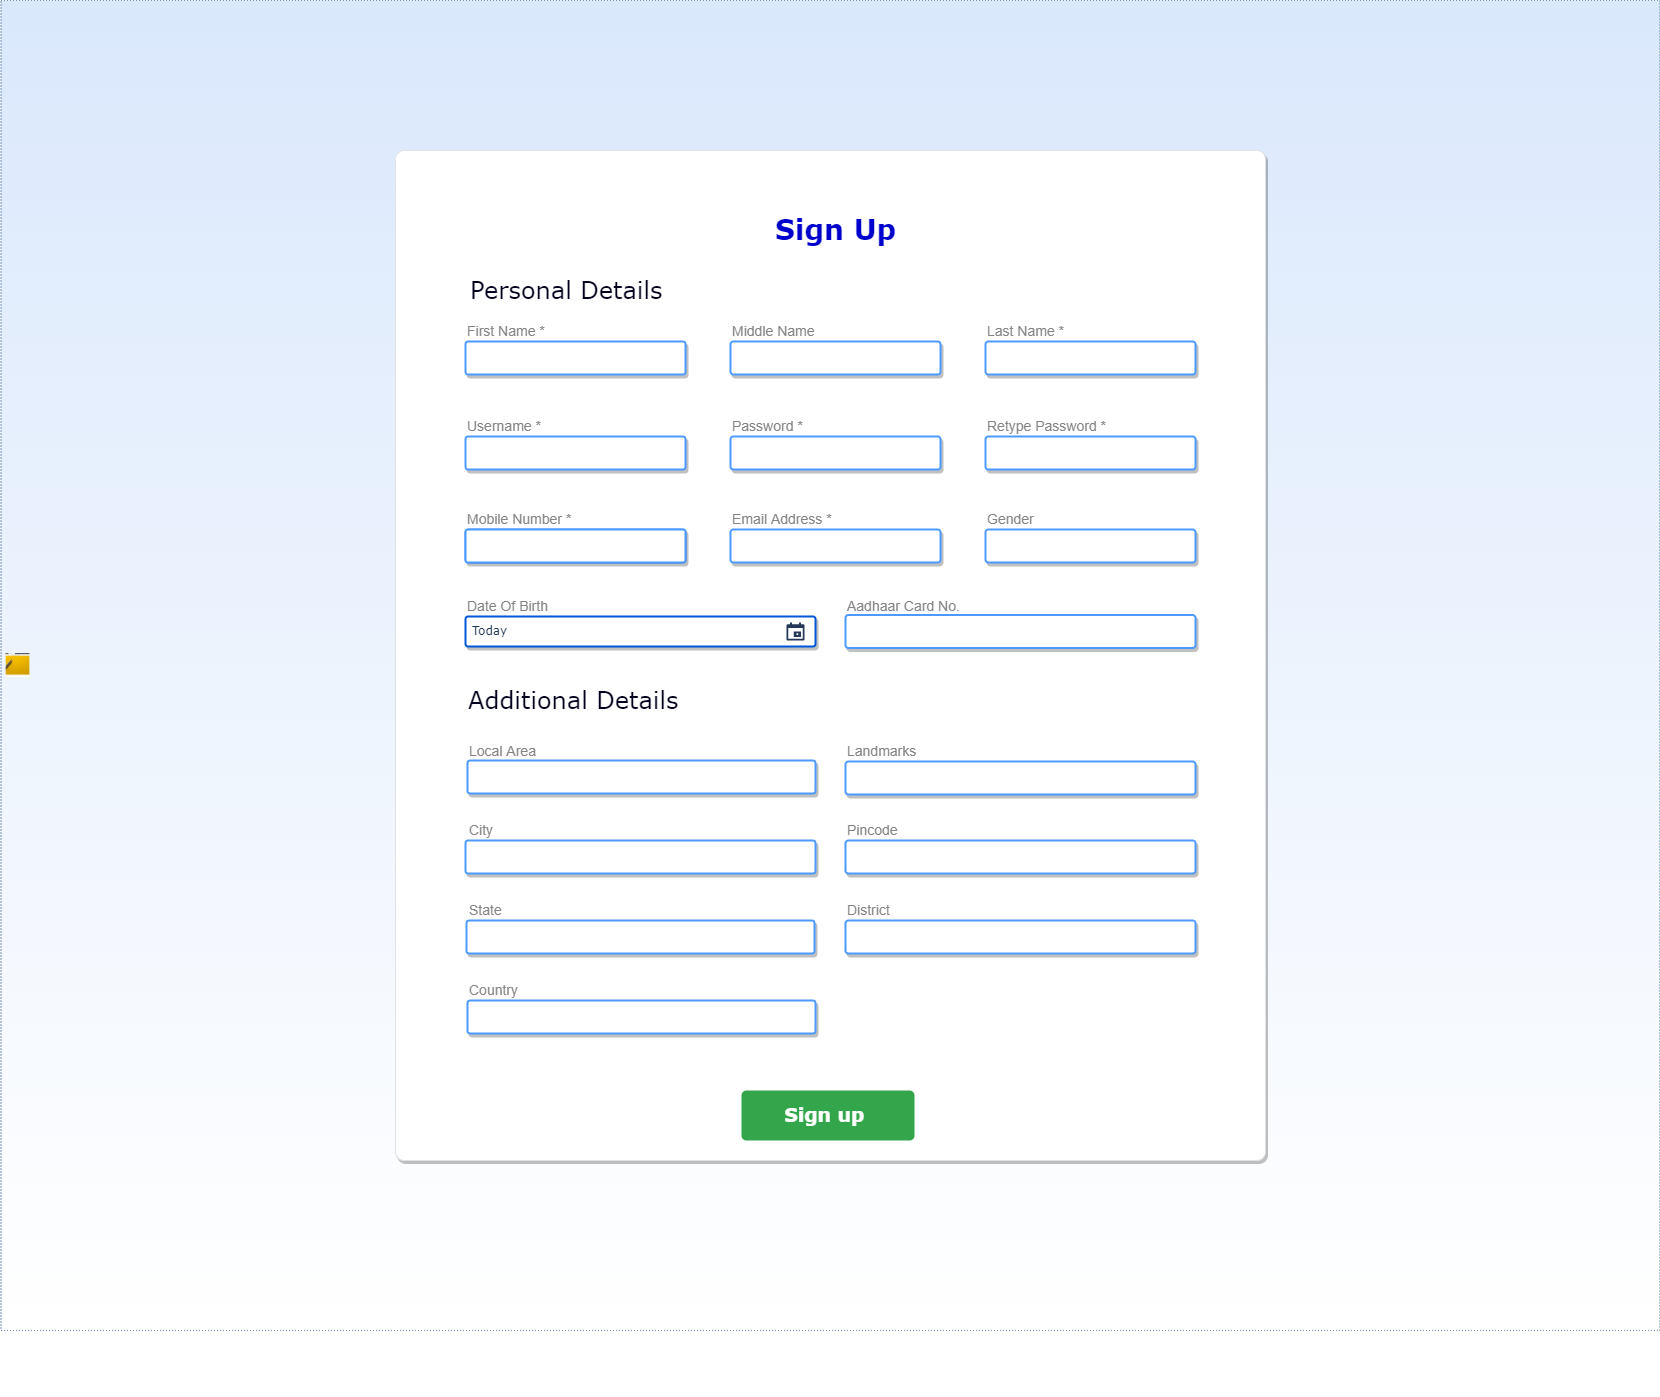 Sign Up
Personal Details
First Name * Middle Name Last Name *
Username * Password * Retype Password *
Mobile Number * Email Address * Gender
Date Of Birth Aadhaar Card No.
Today
Additional Details
Local Area Landmarks
City Pincode
State District
Country
Sign up